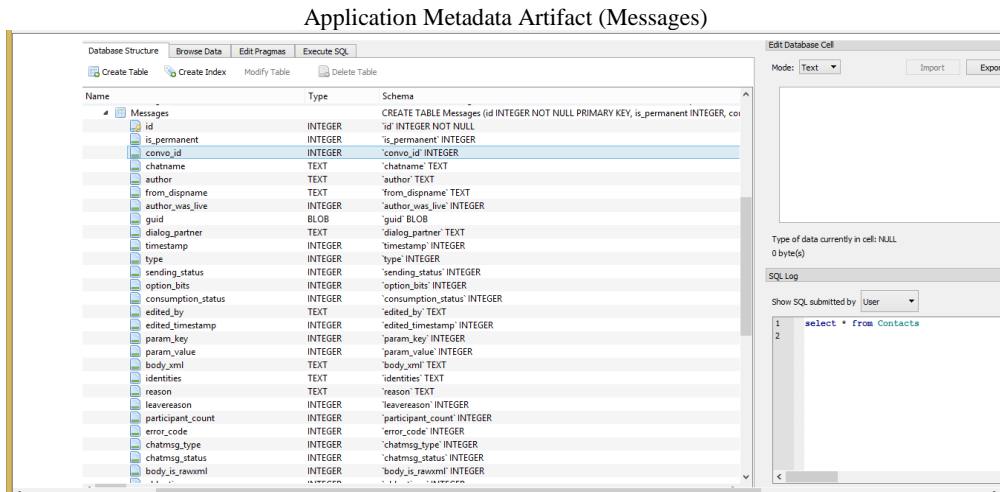 Application Metadata Artifact (Messages)
Database Structure Browse Data Edit Pragmas Execute SQL
Create Table Create Index Modify Table Delete Table
Name Type Schema
Messages CREATE TABLE Messages (id INTEGER NOT NULL PRIMARY KEY, is_permanent INTEGER, cor
id INTEGER `id` INTEGER NOT NULL
is_permanent INTEGER `is_permanent` INTEGER
convo_id INTEGER `convo_id` INTEGER
chatname TEXT `chatname` TEXT
author TEXT `author` TEXT
from_dispname TEXT `from_dispname` TEXT
author_was_live INTEGER `author_was_live` INTEGER
guid BLOB `guid` BLOB
dialog_partner TEXT `dialog_partner` TEXT
timestamp INTEGER `timestamp` INTEGER
type INTEGER `type` INTEGER
sending_status INTEGER `sending_status` INTEGER
option_bits INTEGER `option_bits` INTEGER
consumption_status INTEGER `consumption_status` INTEGER
edited_by TEXT `edited_by` TEXT
edited_timestamp INTEGER `edited_timestamp` INTEGER
param_key INTEGER `param_key` INTEGER
param_value INTEGER `param_value` INTEGER
body_xml TEXT `body_xml` TEXT
identities TEXT `identities` TEXT
reason TEXT `reason` TEXT
leavereason INTEGER `leavereason` INTEGER
participant_count INTEGER `participant_count` INTEGER
error_code INTEGER `error_code` INTEGER
chatmsg_type INTEGER `chatmsg_type` INTEGER
chatmsg_status INTEGER `chatmsg_status` INTEGER
body_is_rawxml INTEGER `body_is_rawxml` INTEGER
Edit Database Cell
Mode: Text Import Expor
Type of data currently in cell: NULL
0 byte(s)
SQL Log
Show SQL submitted by User
1 select * from Contacts
2